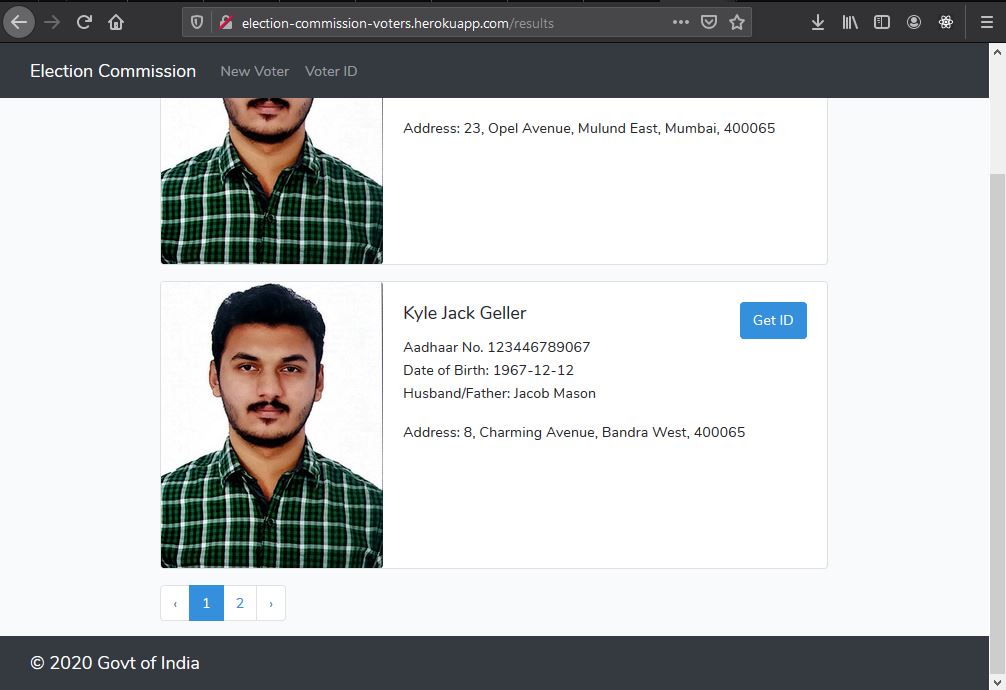 election-commission-voters.herokuapp.com/results
Election Commission New Voter Voter ID
Address: 23, Opel Avenue, Mulund East, Mumbai, 400065
Kyle Jack Geller
Get ID
Aadhaar No. 123446789067
Date of Birth: 1967-12-12
Husband/Father: Jacob Mason
Address: 8, Charming Avenue, Bandra West, 400065
‹ 1 2 ›
© 2020 Govt of India